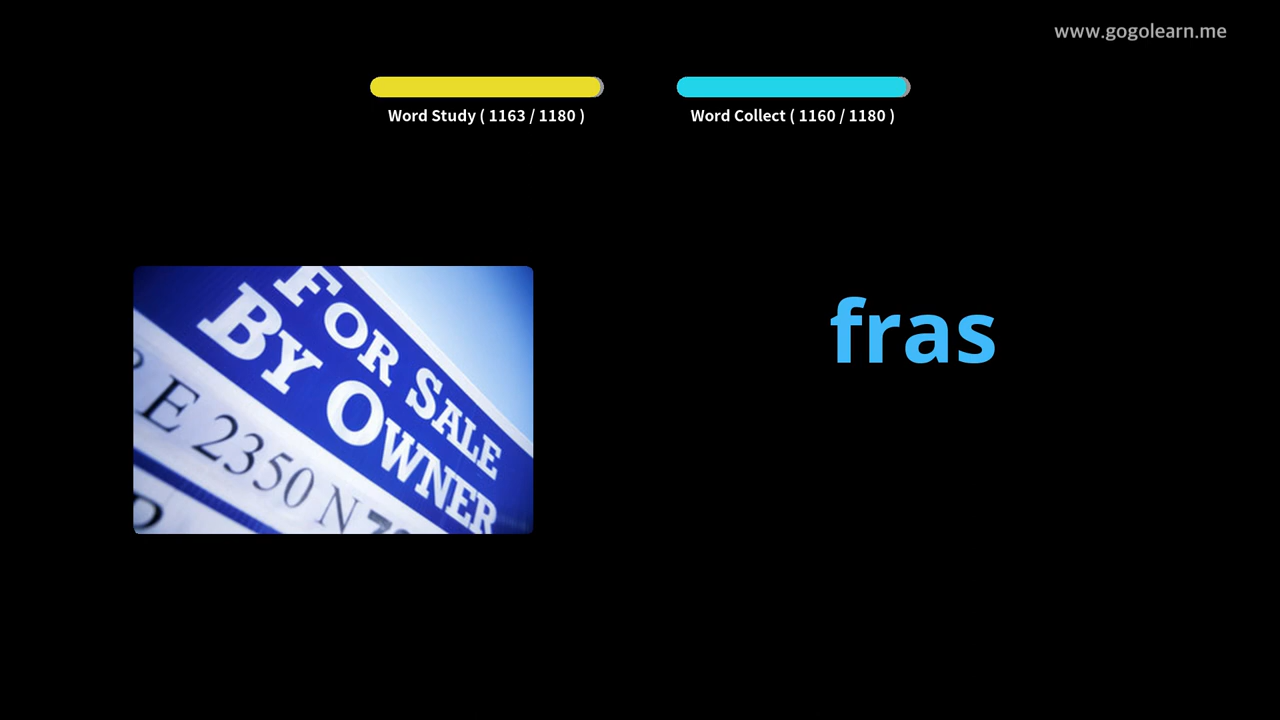 www.gogolearn.me
Word Study ( 1163 / 1180 )
Word Collect ( 1160 / 1180 )
FOR SALE
BY OWNER
E 2350 N
fras